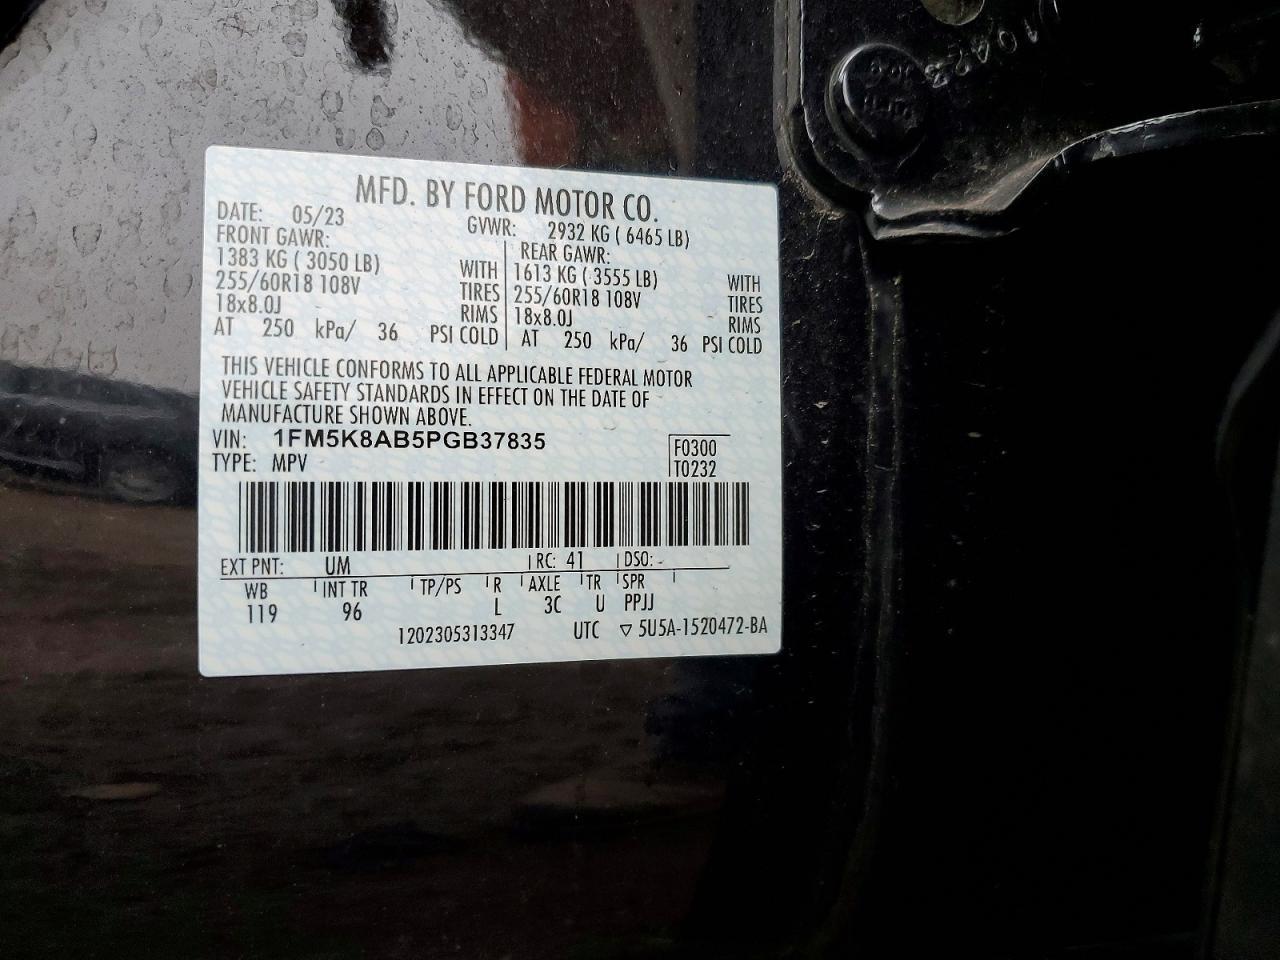 MFD. BY FORD MOTOR CO.
DATE: 05/23 GVWR: 2932 KG ( 6465 LB)
FRONT GAWR: REAR GAWR:
1383 KG ( 3050 LB) WITH 1613 KG ( 3555 LB) WITH
255/60R18 108V TIRES 255/60R18 108V TIRES
18x8.0J RIMS 18x8.0J RIMS
AT 250 kPa/ 36 PSI COLD AT 250 kPa/ 36 PSI COLD
THIS VEHICLE CONFORMS TO ALL APPLICABLE FEDERAL MOTOR
VEHICLE SAFETY STANDARDS IN EFFECT ON THE DATE OF
MANUFACTURE SHOWN ABOVE.
VIN: 1FM5K8AB5PGB37835 F0300
TYPE: MPV T0232
EXT PNT: UM RC: 41 DSO: -
WB INT TR TP/PS R AXLE TR SPR
119 96 L 3C U PPJJ
1202305313347 UTC ▽ 5U5A-1520472-BA